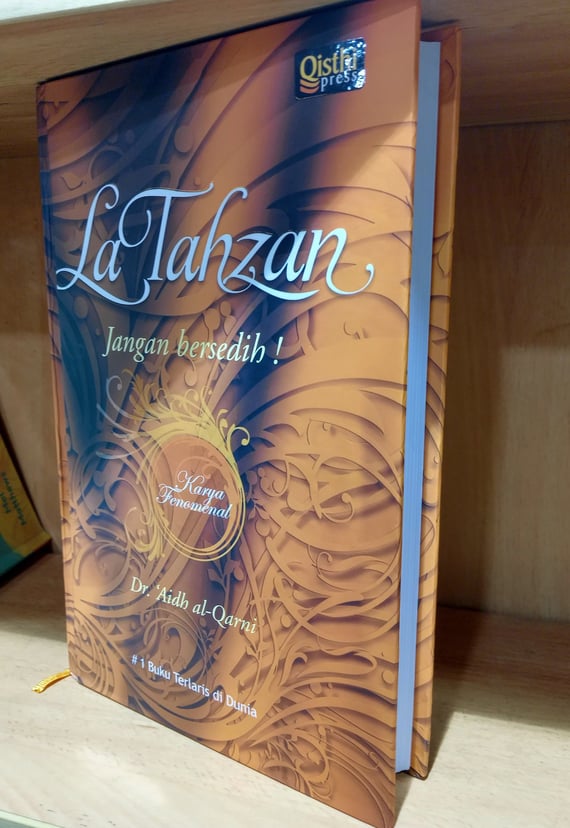 Qisthi
press
La Tahzan
Jangan bersedih !
Karya
Fenomenal
Dr. 'Aidh al-Qarni
# 1 Buku Terlaris di Dunia